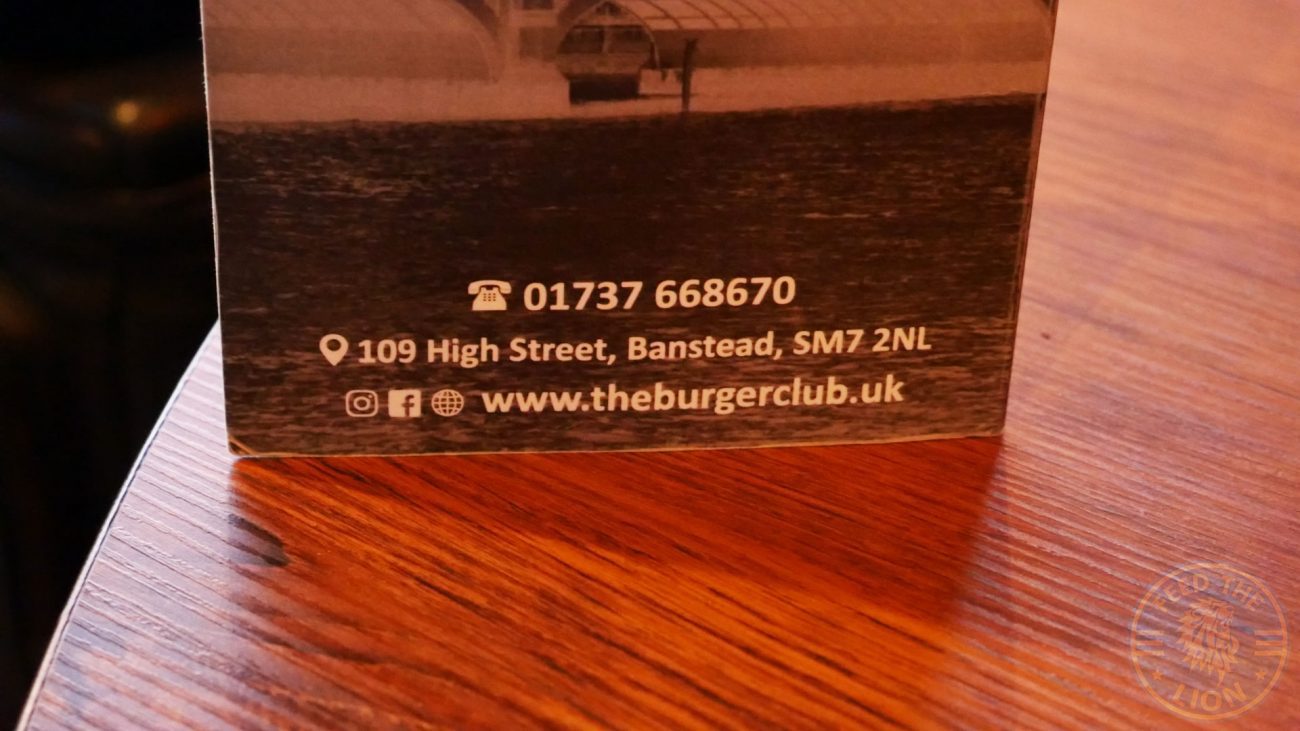 01737 668670
109 High Street, Banstead, SM7 2NL
www.theburgerclub.uk
FEED THE
LION